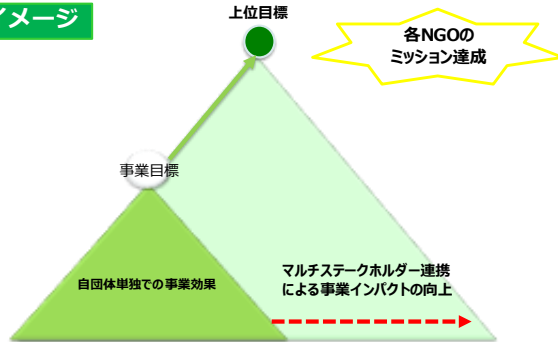 イメージ
上位目標
各NGOの
ミッション達成
事業目標
自団体単独での事業効果
マルチステークホルダー連携
による事業インパクトの向上